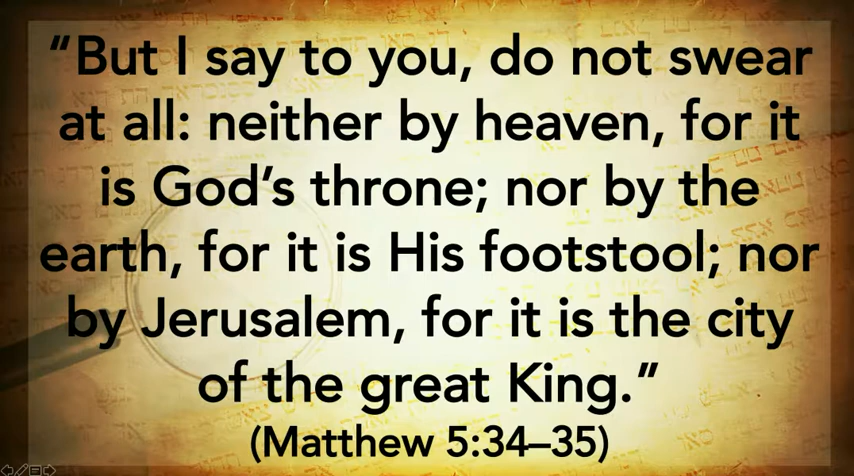 “But I say to you, do not swear
at all: neither by heaven, for it
is God’s throne; nor by the
earth, for it is His footstool; nor
by Jerusalem, for it is the city
of the great King.”
(Matthew 5:34–35)